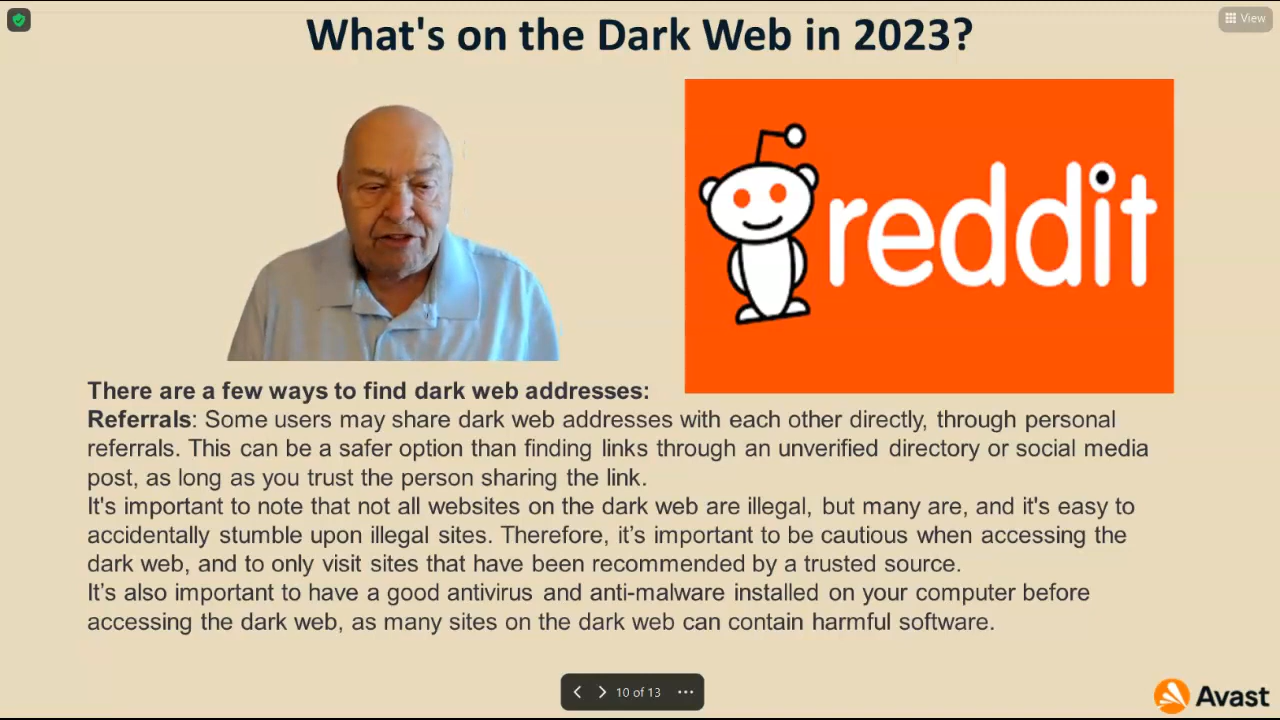 What's on the Dark Web in 2023?
View
reddit
There are a few ways to find dark web addresses:
Referrals: Some users may share dark web addresses with each other directly, through personal
referrals. This can be a safer option than finding links through an unverified directory or social media
post, as long as you trust the person sharing the link.
It's important to note that not all websites on the dark web are illegal, but many are, and it's easy to
accidentally stumble upon illegal sites. Therefore, it’s important to be cautious when accessing the
dark web, and to only visit sites that have been recommended by a trusted source.
It’s also important to have a good antivirus and anti-malware installed on your computer before
accessing the dark web, as many sites on the dark web can contain harmful software.
10 of 13
Avast